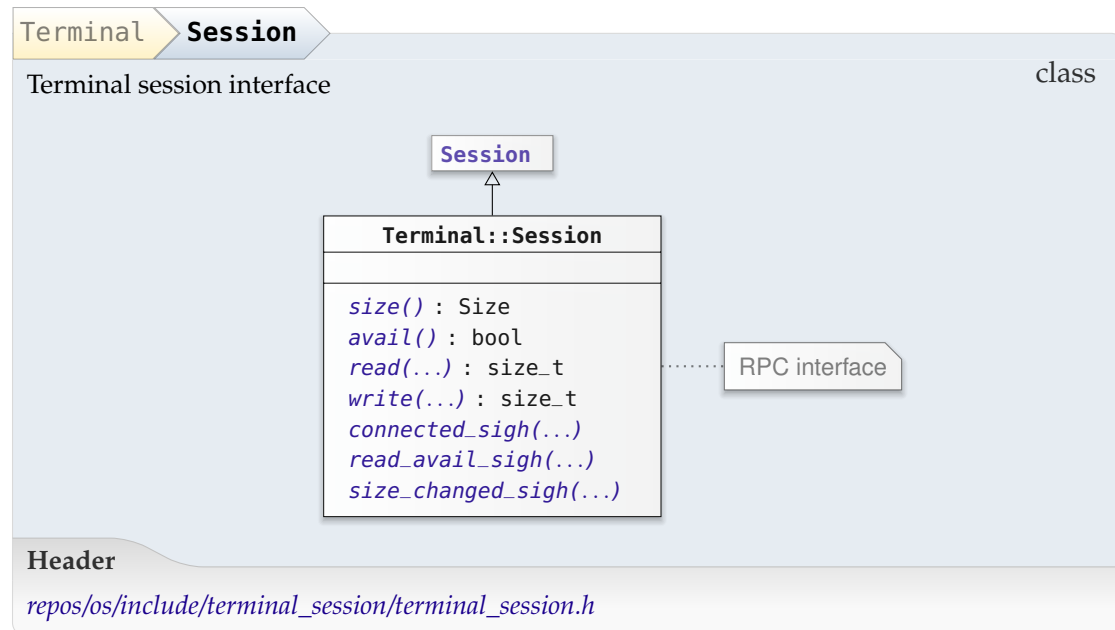 Terminal Session
class
Terminal session interface
Session
Terminal::Session
size() : Size
avail() : bool
read(...) : size_t
write(...) : size_t
connected_sigh(...)
read_avail_sigh(...)
size_changed_sigh(...)
RPC interface
Header
repos/os/include/terminal_session/terminal_session.h